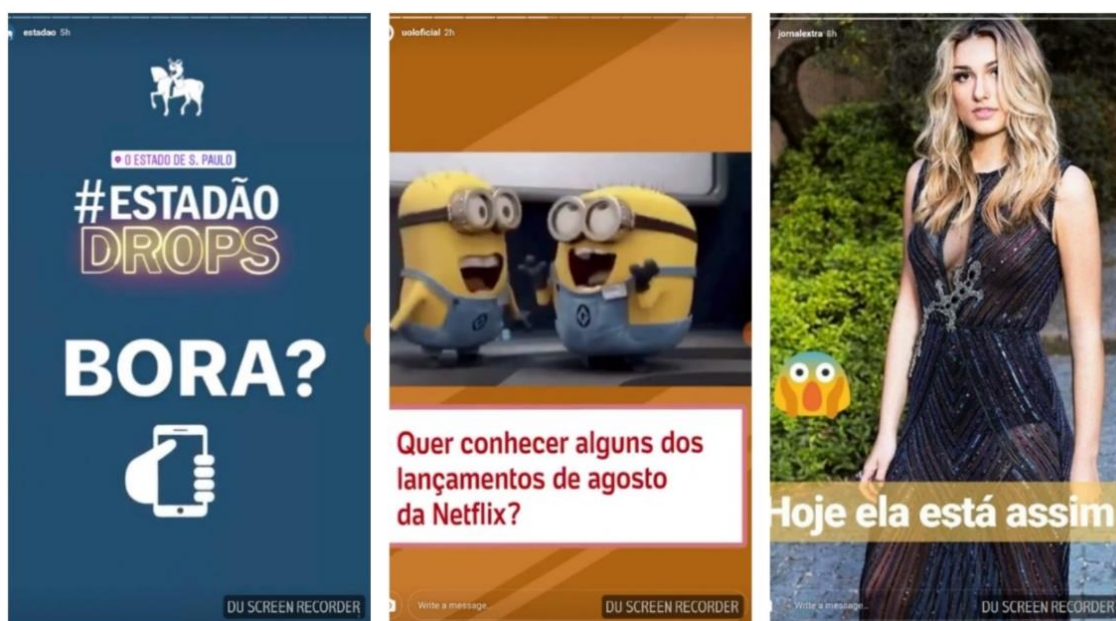 estadao 5h
O ESTADO DE S. PAULO
#ESTADÃO
DROPS
BORA?
DU SCREEN RECORDER
uoloficial 2h
Quer conhecer alguns dos
lançamentos de agosto
da Netflix?
Write a message...
DU SCREEN RECORDER
jornalextra 8h
Hoje ela está assim
Write a message...
DU SCREEN RECORDER